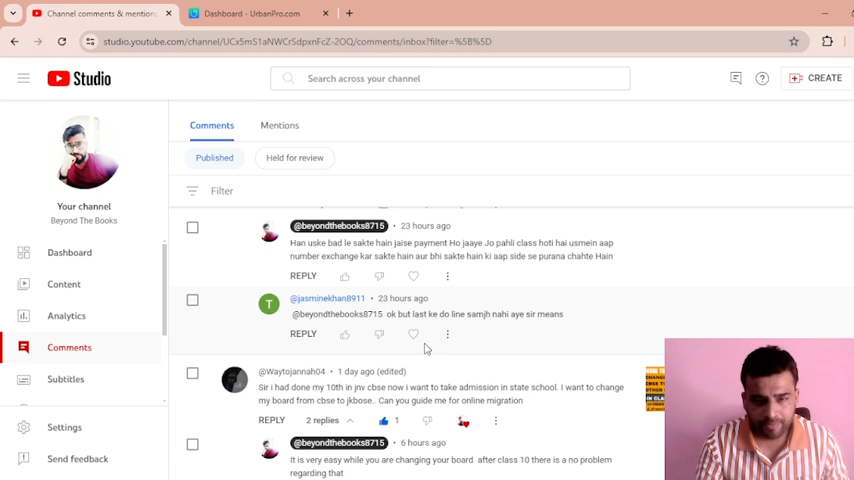 Channel comments & mentions
Dashboard - UrbanPro.com
studio.youtube.com/channel/UCx5mS1aNWCrSdpxnFcZ-2OQ/comments/inbox?filter=%5B%5D
Studio
Search across your channel
CREATE
Your channel
Beyond The Books
Dashboard
Content
Analytics
Comments
Subtitles
Settings
Send feedback
Comments Mentions
Published Held for review
Filter
@beyondthebooks8715 • 23 hours ago
Han uske bad le sakte hain jaise payment Ho jaaye Jo pahli class hoti hai usmein aap
number exchange kar sakte hain aur bhi sakte hain ki aap side se purana chahte Hain
REPLY
T
@jasminekhan8911 • 23 hours ago
@beyondthebooks8715 ok but last ke do line samjh nahi aye sir means
REPLY
@Waytojannah04 • 1 day ago (edited)
Sir i had done my 10th in jnv cbse now i want to take admission in state school. I want to change
my board from cbse to jkbose.. Can you guide me for online migration
REPLY 2 replies 1
@beyondthebooks8715 • 6 hours ago
It is very easy while you are changing your board after class 10 there is a no problem
regarding that